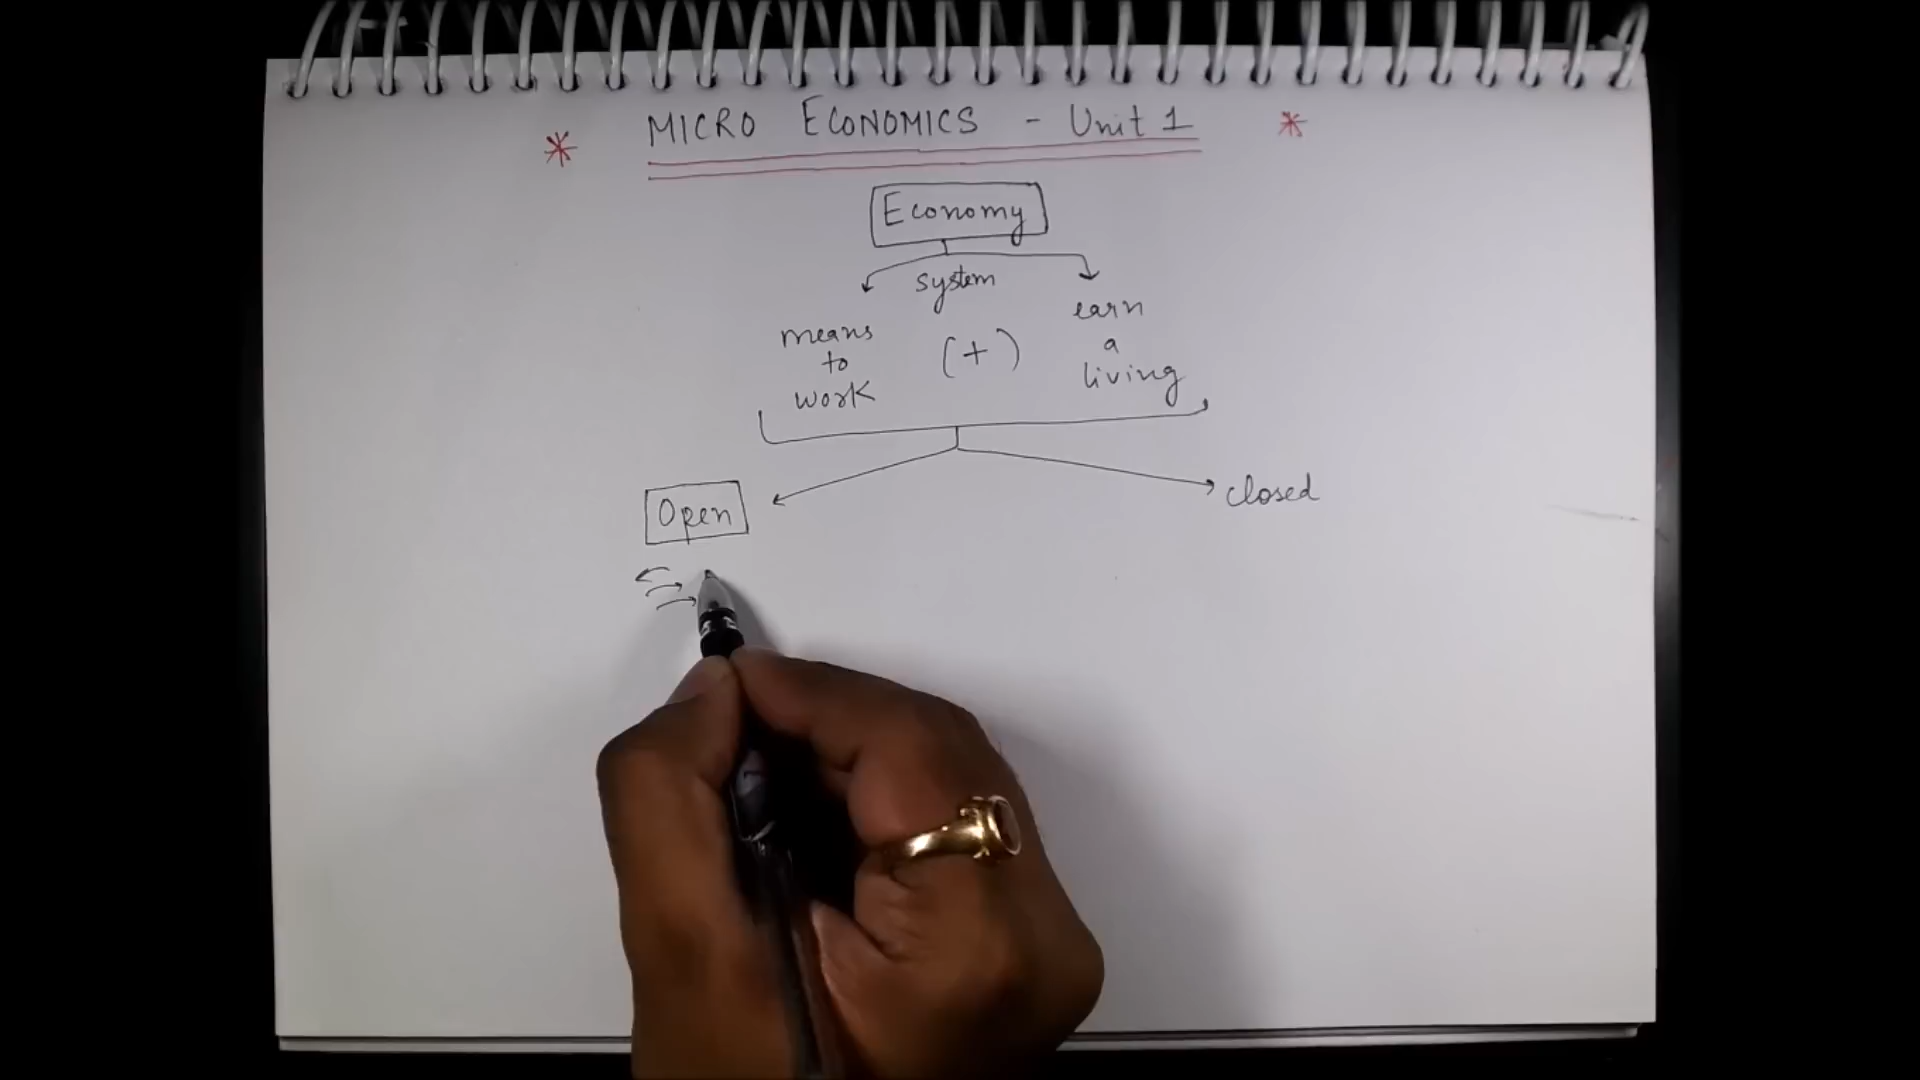 * MICRO ECONOMICS - Unit 1 *
Economy
system
means
to
work
(+)
earn
a
living
Open
closed